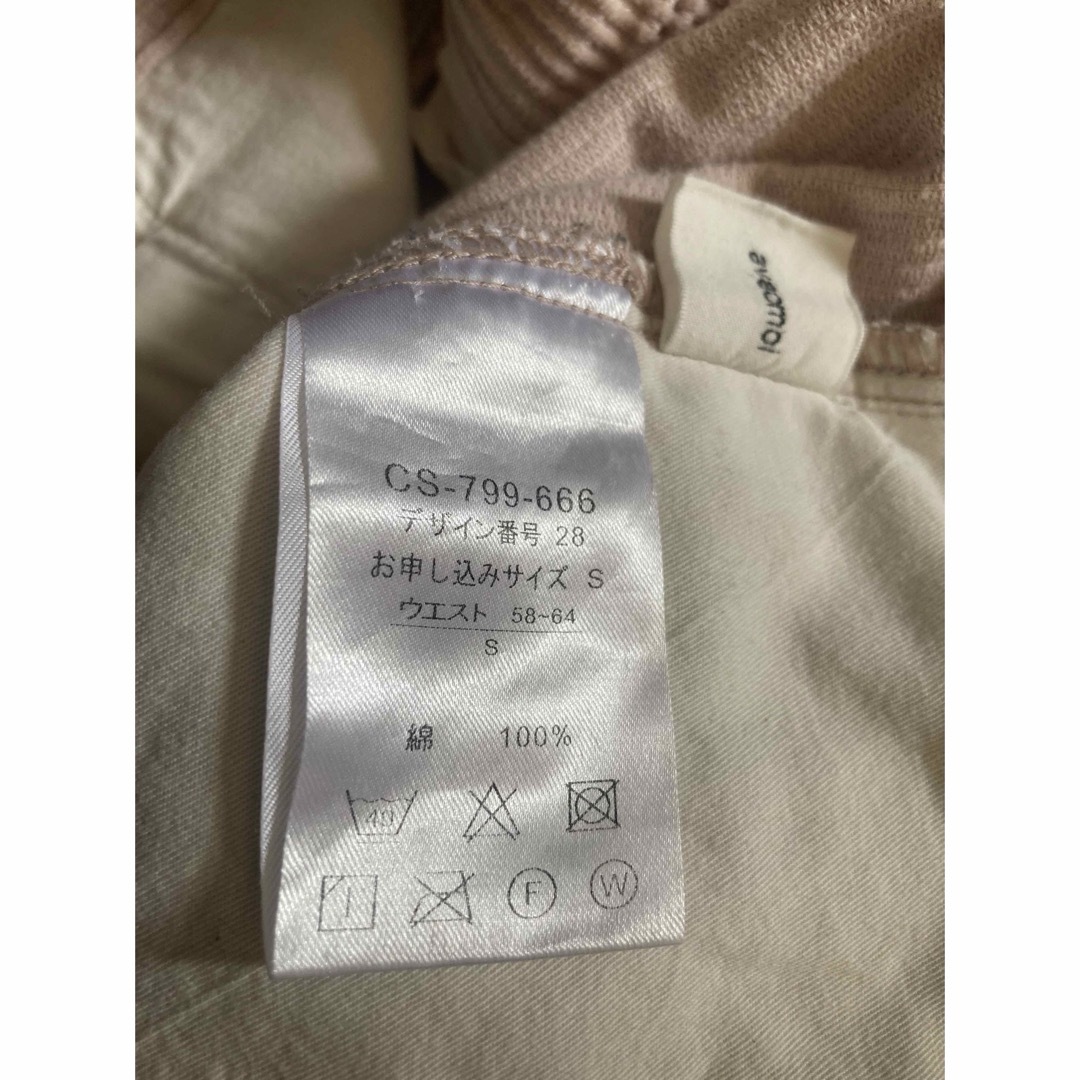 avecmoi
CS-799-666
デザイン番号 28
お申し込みサイズ S
ウエスト 58~64
S
綿 100%
40
F W